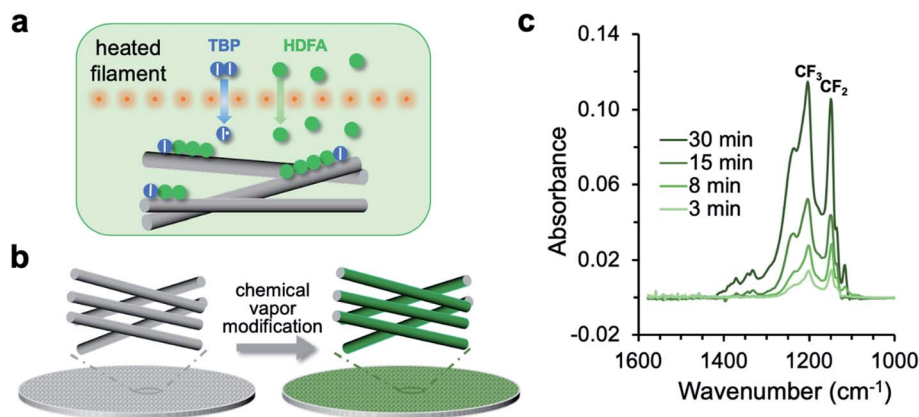 a
heated
filament
TBP
HDFA
I
I
I•
I
I
I
b
chemical
vapor
modification
c
0.14
0.10
0.06
0.02
-0.02
Absorbance
CF₃
CF₂
30 min
15 min
8 min
3 min
1600
1400
1200
1000
Wavenumber (cm⁻¹)